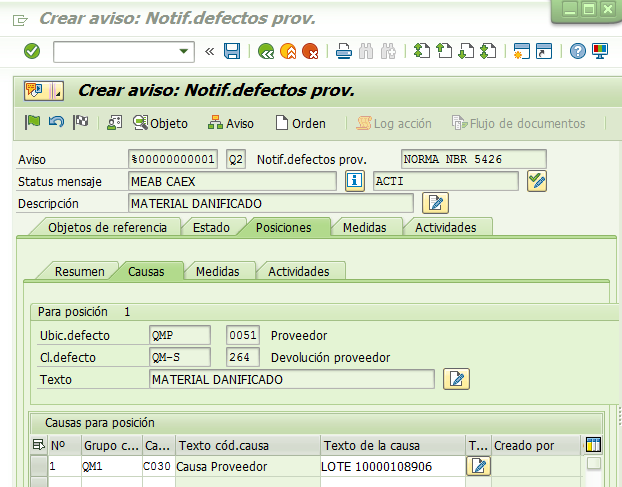 Crear aviso: Notif.defectos prov.
Crear aviso: Notif.defectos prov.
Objeto Aviso Orden Log acción Flujo de documentos
Aviso %00000000001 Q2 Notif.defectos prov. NORMA NBR 5426
Status mensaje MEAB CAEX ACTI
Descripción MATERIAL DANIFICADO
Objetos de referencia Estado Posiciones Medidas Actividades
Resumen Causas Medidas Actividades
Para posición 1
Ubic.defecto QMP 0051 Proveedor
Cl.defecto QM-S 264 Devolución proveedor
Texto MATERIAL DANIFICADO
Causas para posición
Nº Grupo c... Ca... Texto cód.causa Texto de la causa T... Creado por
1 QM1 C030 Causa Proveedor LOTE 10000108906